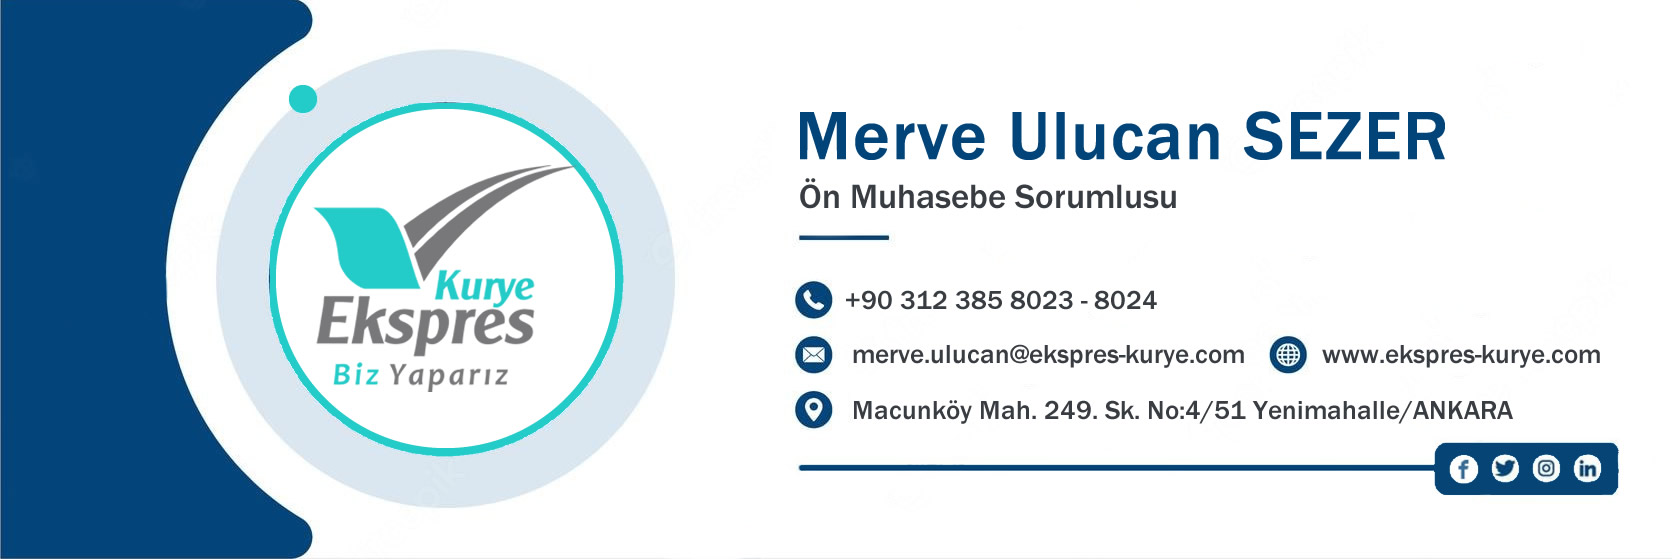 Kurye
Ekspres
Biz Yaparız
Merve Ulucan SEZER
Ön Muhasebe Sorumlusu
+90 312 385 8023 - 8024
merve.ulucan@ekspres-kurye.com www.ekspres-kurye.com
Macunköy Mah. 249. Sk. No:4/51 Yenimahalle/ANKARA